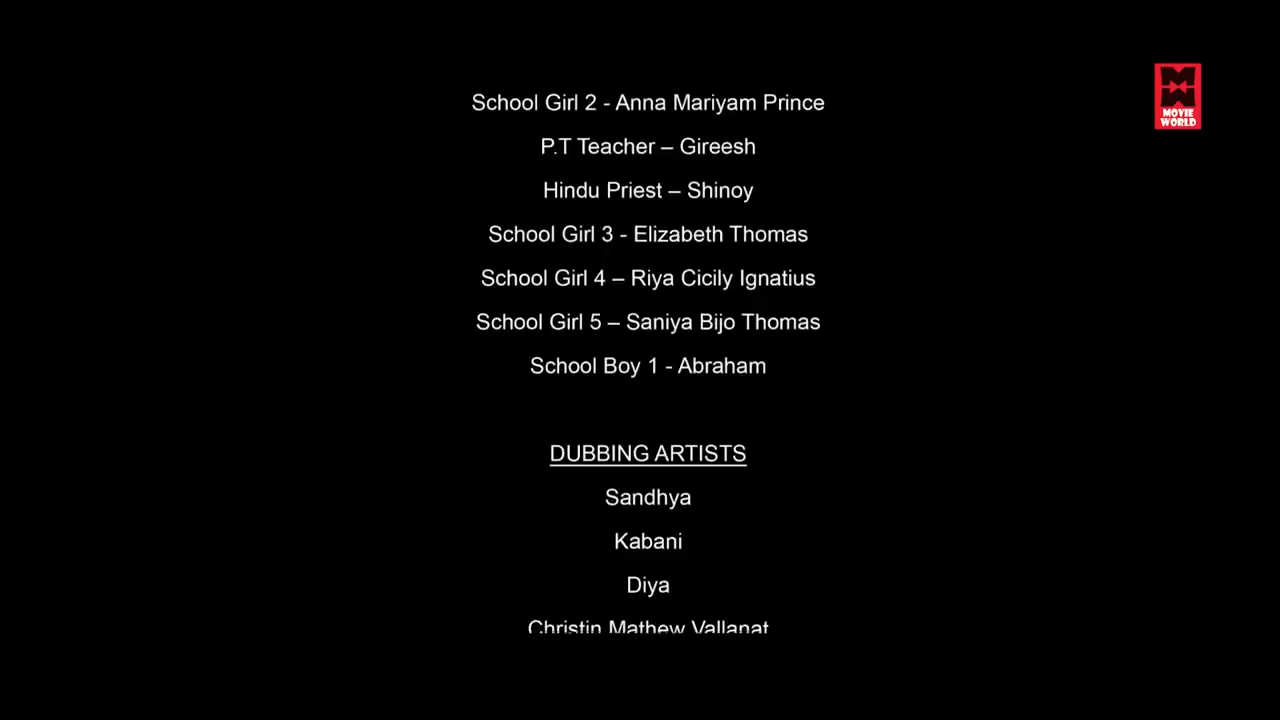 School Girl 2 - Anna Mariyam Prince
P.T Teacher – Gireesh
Hindu Priest – Shinoy
School Girl 3 - Elizabeth Thomas
School Girl 4 – Riya Cicily Ignatius
School Girl 5 – Saniya Bijo Thomas
School Boy 1 - Abraham
DUBBING ARTISTS
Sandhya
Kabani
Diya
Christin Mathew Vallanat
MOVIE
WORLD